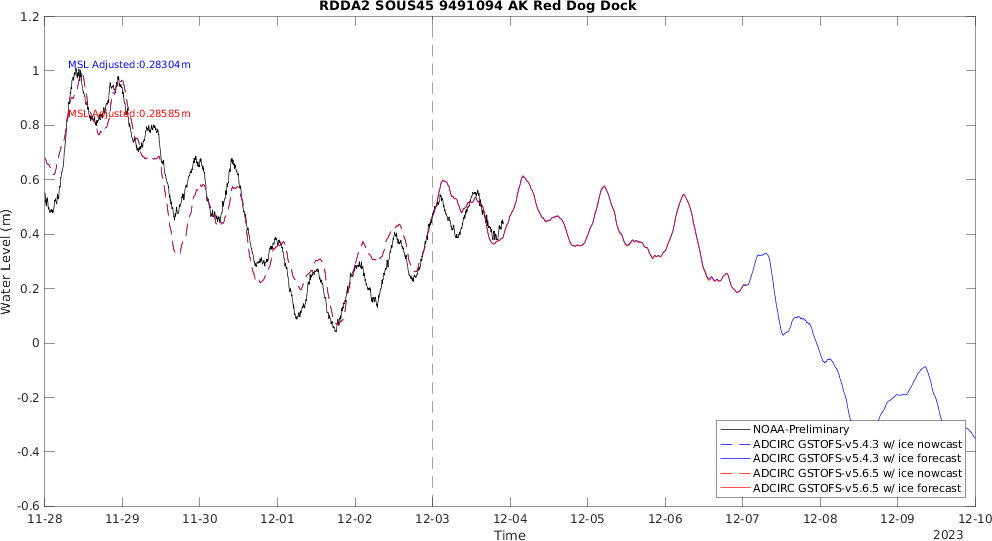 RDDA2 SOUS45 9491094 AK Red Dog Dock
1.2
1
0.8
0.6
0.4
0.2
0
-0.2
-0.4
-0.6
Water Level (m)
MSL Adjusted:0.28304m
MSL Adjusted:0.28585m
NOAA-Preliminary
ADCIRC GSTOFS-v5.4.3 w/ ice nowcast
ADCIRC GSTOFS-v5.4.3 w/ ice forecast
ADCIRC GSTOFS-v5.6.5 w/ ice nowcast
ADCIRC GSTOFS-v5.6.5 w/ ice forecast
11-28 11-29 11-30 12-01 12-02 12-03 12-04 12-05 12-06 12-07 12-08 12-09 12-10
Time
2023